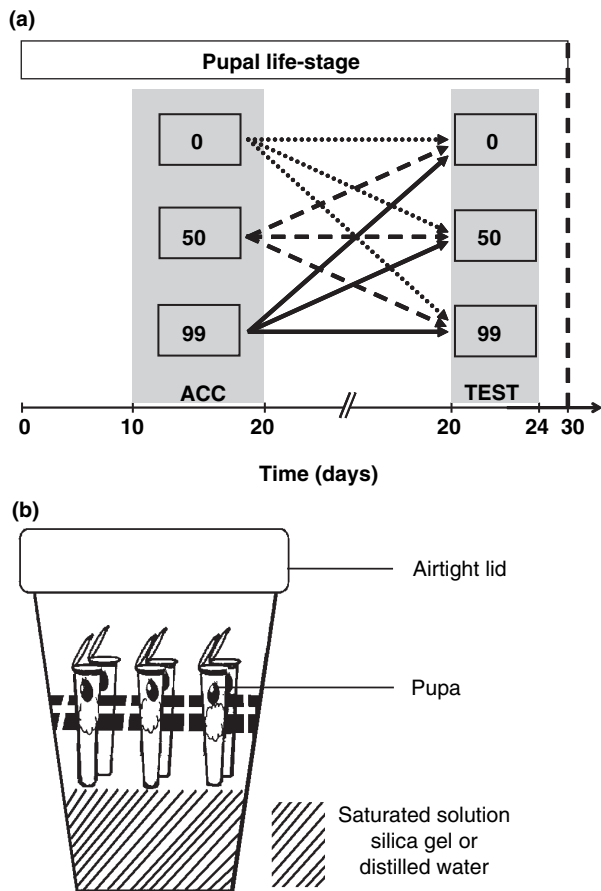 (a)
Pupal life-stage
0 0
50 50
99 99
ACC TEST
0 10 20 20 24 30
Time (days)
(b)
Airtight lid
Pupa
Saturated solution
silica gel or
distilled water